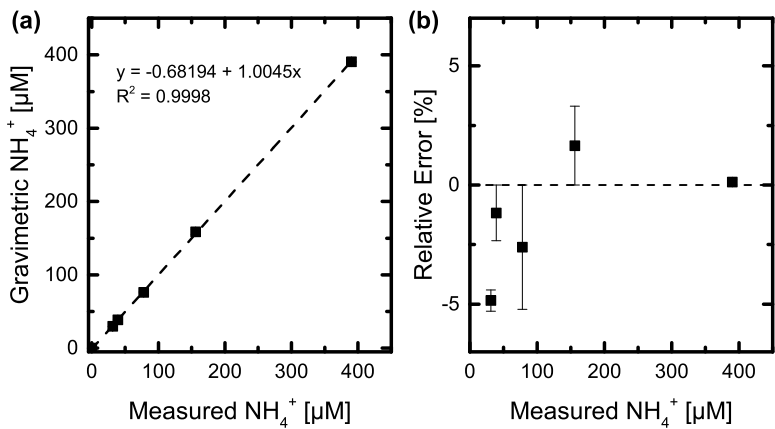 (a)
y = -0.68194 + 1.0045x
R² = 0.9998
400
300
200
100
0
0 100 200 300 400
Gravimetric NH₄⁺ [µM]
Measured NH₄⁺ [µM]
(b)
5
0
-5
0 100 200 300 400
Relative Error [%]
Measured NH₄⁺ [µM]